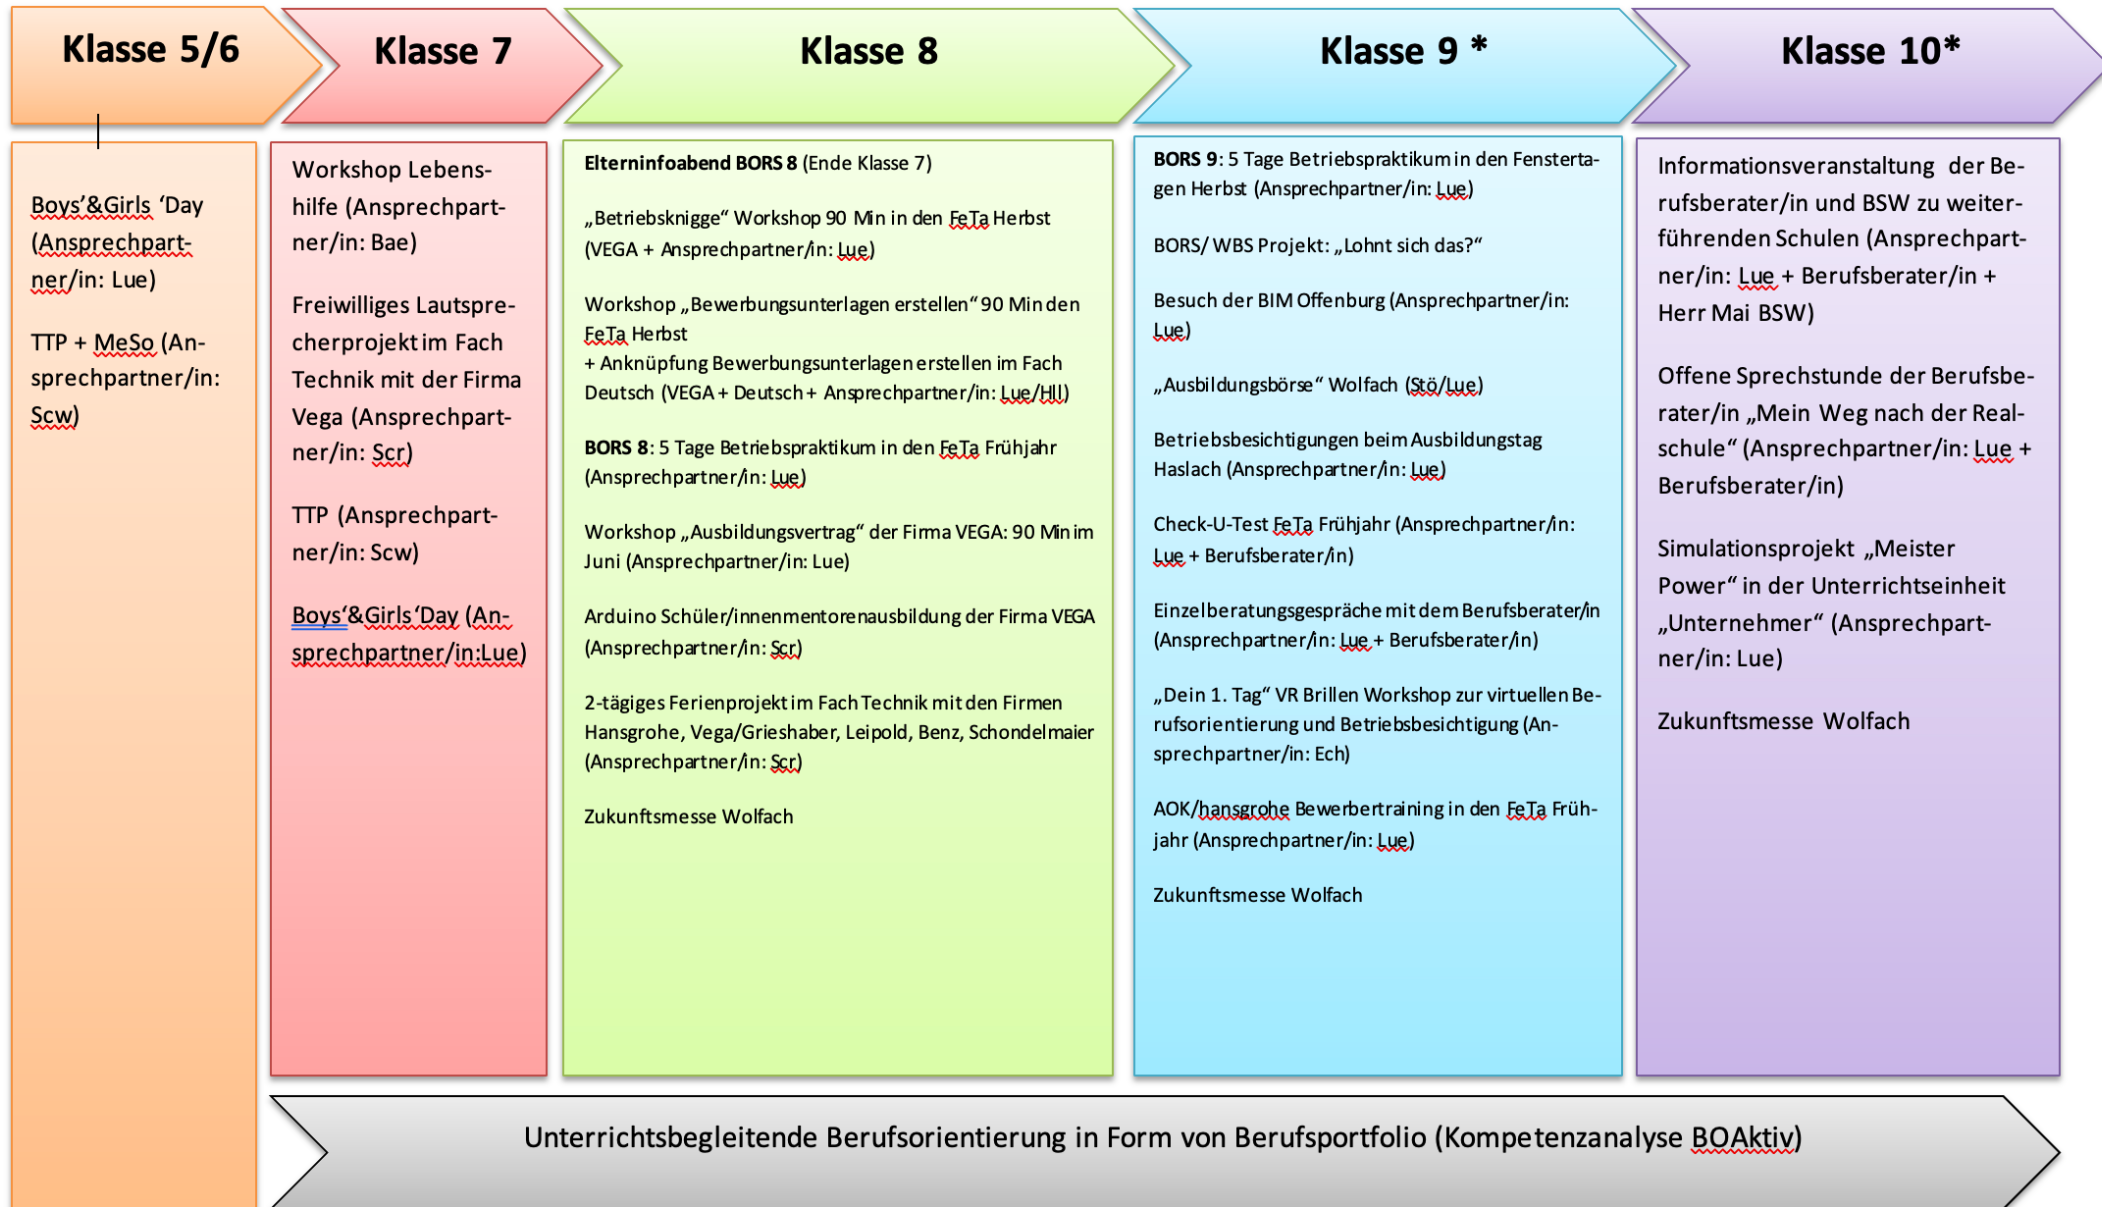 Klasse 5/6
Klasse 7
Klasse 8
Klasse 9 *
Klasse 10*
Boys’&Girls ‘Day
(Ansprechpart-
ner/in: Lue)
TTP + MeSo (An-
sprechpartner/in:
Scw)
Workshop Lebens-
hilfe (Ansprechpart-
ner/in: Bae)
Freiwilliges Lautspre-
cherprojekt im Fach
Technik mit der Firma
Vega (Ansprechpart-
ner/in: Scr)
TTP (Ansprechpart-
ner/in: Scw)
Boys‘&Girls‘Day (An-
sprechpartner/in:Lue)
Elterninfoabend BORS 8 (Ende Klasse 7)
„Betriebsknigge“ Workshop 90 Min in den FeTa Herbst
(VEGA + Ansprechpartner/in: Lue)
Workshop „Bewerbungsunterlagen erstellen“ 90 Min den
FeTa Herbst
+ Anknüpfung Bewerbungsunterlagen erstellen im Fach
Deutsch (VEGA + Deutsch + Ansprechpartner/in: Lue/Hll)
BORS 8: 5 Tage Betriebspraktikum in den FeTa Frühjahr
(Ansprechpartner/in: Lue)
Workshop „Ausbildungsvertrag“ der Firma VEGA: 90 Min im
Juni (Ansprechpartner/in: Lue)
Arduino Schüler/innenmentorenausbildung der Firma VEGA
(Ansprechpartner/in: Scr)
2-tägiges Ferienprojekt im Fach Technik mit den Firmen
Hansgrohe, Vega/Grieshaber, Leipold, Benz, Schondelmaier
(Ansprechpartner/in: Scr)
Zukunftsmesse Wolfach
BORS 9: 5 Tage Betriebspraktikum in den Fensterta-
gen Herbst (Ansprechpartner/in: Lue)
BORS/ WBS Projekt: „Lohnt sich das?“
Besuch der BIM Offenburg (Ansprechpartner/in:
Lue)
„Ausbildungsbörse“ Wolfach (Stö/Lue)
Betriebsbesichtigungen beim Ausbildungstag
Haslach (Ansprechpartner/in: Lue)
Check-U-Test FeTa Frühjahr (Ansprechpartner/in:
Lue + Berufsberater/in)
Einzelberatungsgespräche mit dem Berufsberater/in
(Ansprechpartner/in: Lue + Berufsberater/in)
„Dein 1. Tag“ VR Brillen Workshop zur virtuellen Be-
rufsorientierung und Betriebsbesichtigung (An-
sprechpartner/in: Ech)
AOK/hansgrohe Bewerbertraining in den FeTa Früh-
jahr (Ansprechpartner/in: Lue)
Zukunftsmesse Wolfach
Informationsveranstaltung der Be-
rufsberater/in und BSW zu weiter-
führenden Schulen (Ansprechpart-
ner/in: Lue + Berufsberater/in +
Herr Mai BSW)
Offene Sprechstunde der Berufsbe-
rater/in „Mein Weg nach der Real-
schule“ (Ansprechpartner/in: Lue +
Berufsberater/in)
Simulationsprojekt „Meister
Power“ in der Unterrichtseinheit
„Unternehmer“ (Ansprechpart-
ner/in: Lue)
Zukunftsmesse Wolfach
Unterrichtsbegleitende Berufsorientierung in Form von Berufsportfolio (Kompetenzanalyse BOAktiv)